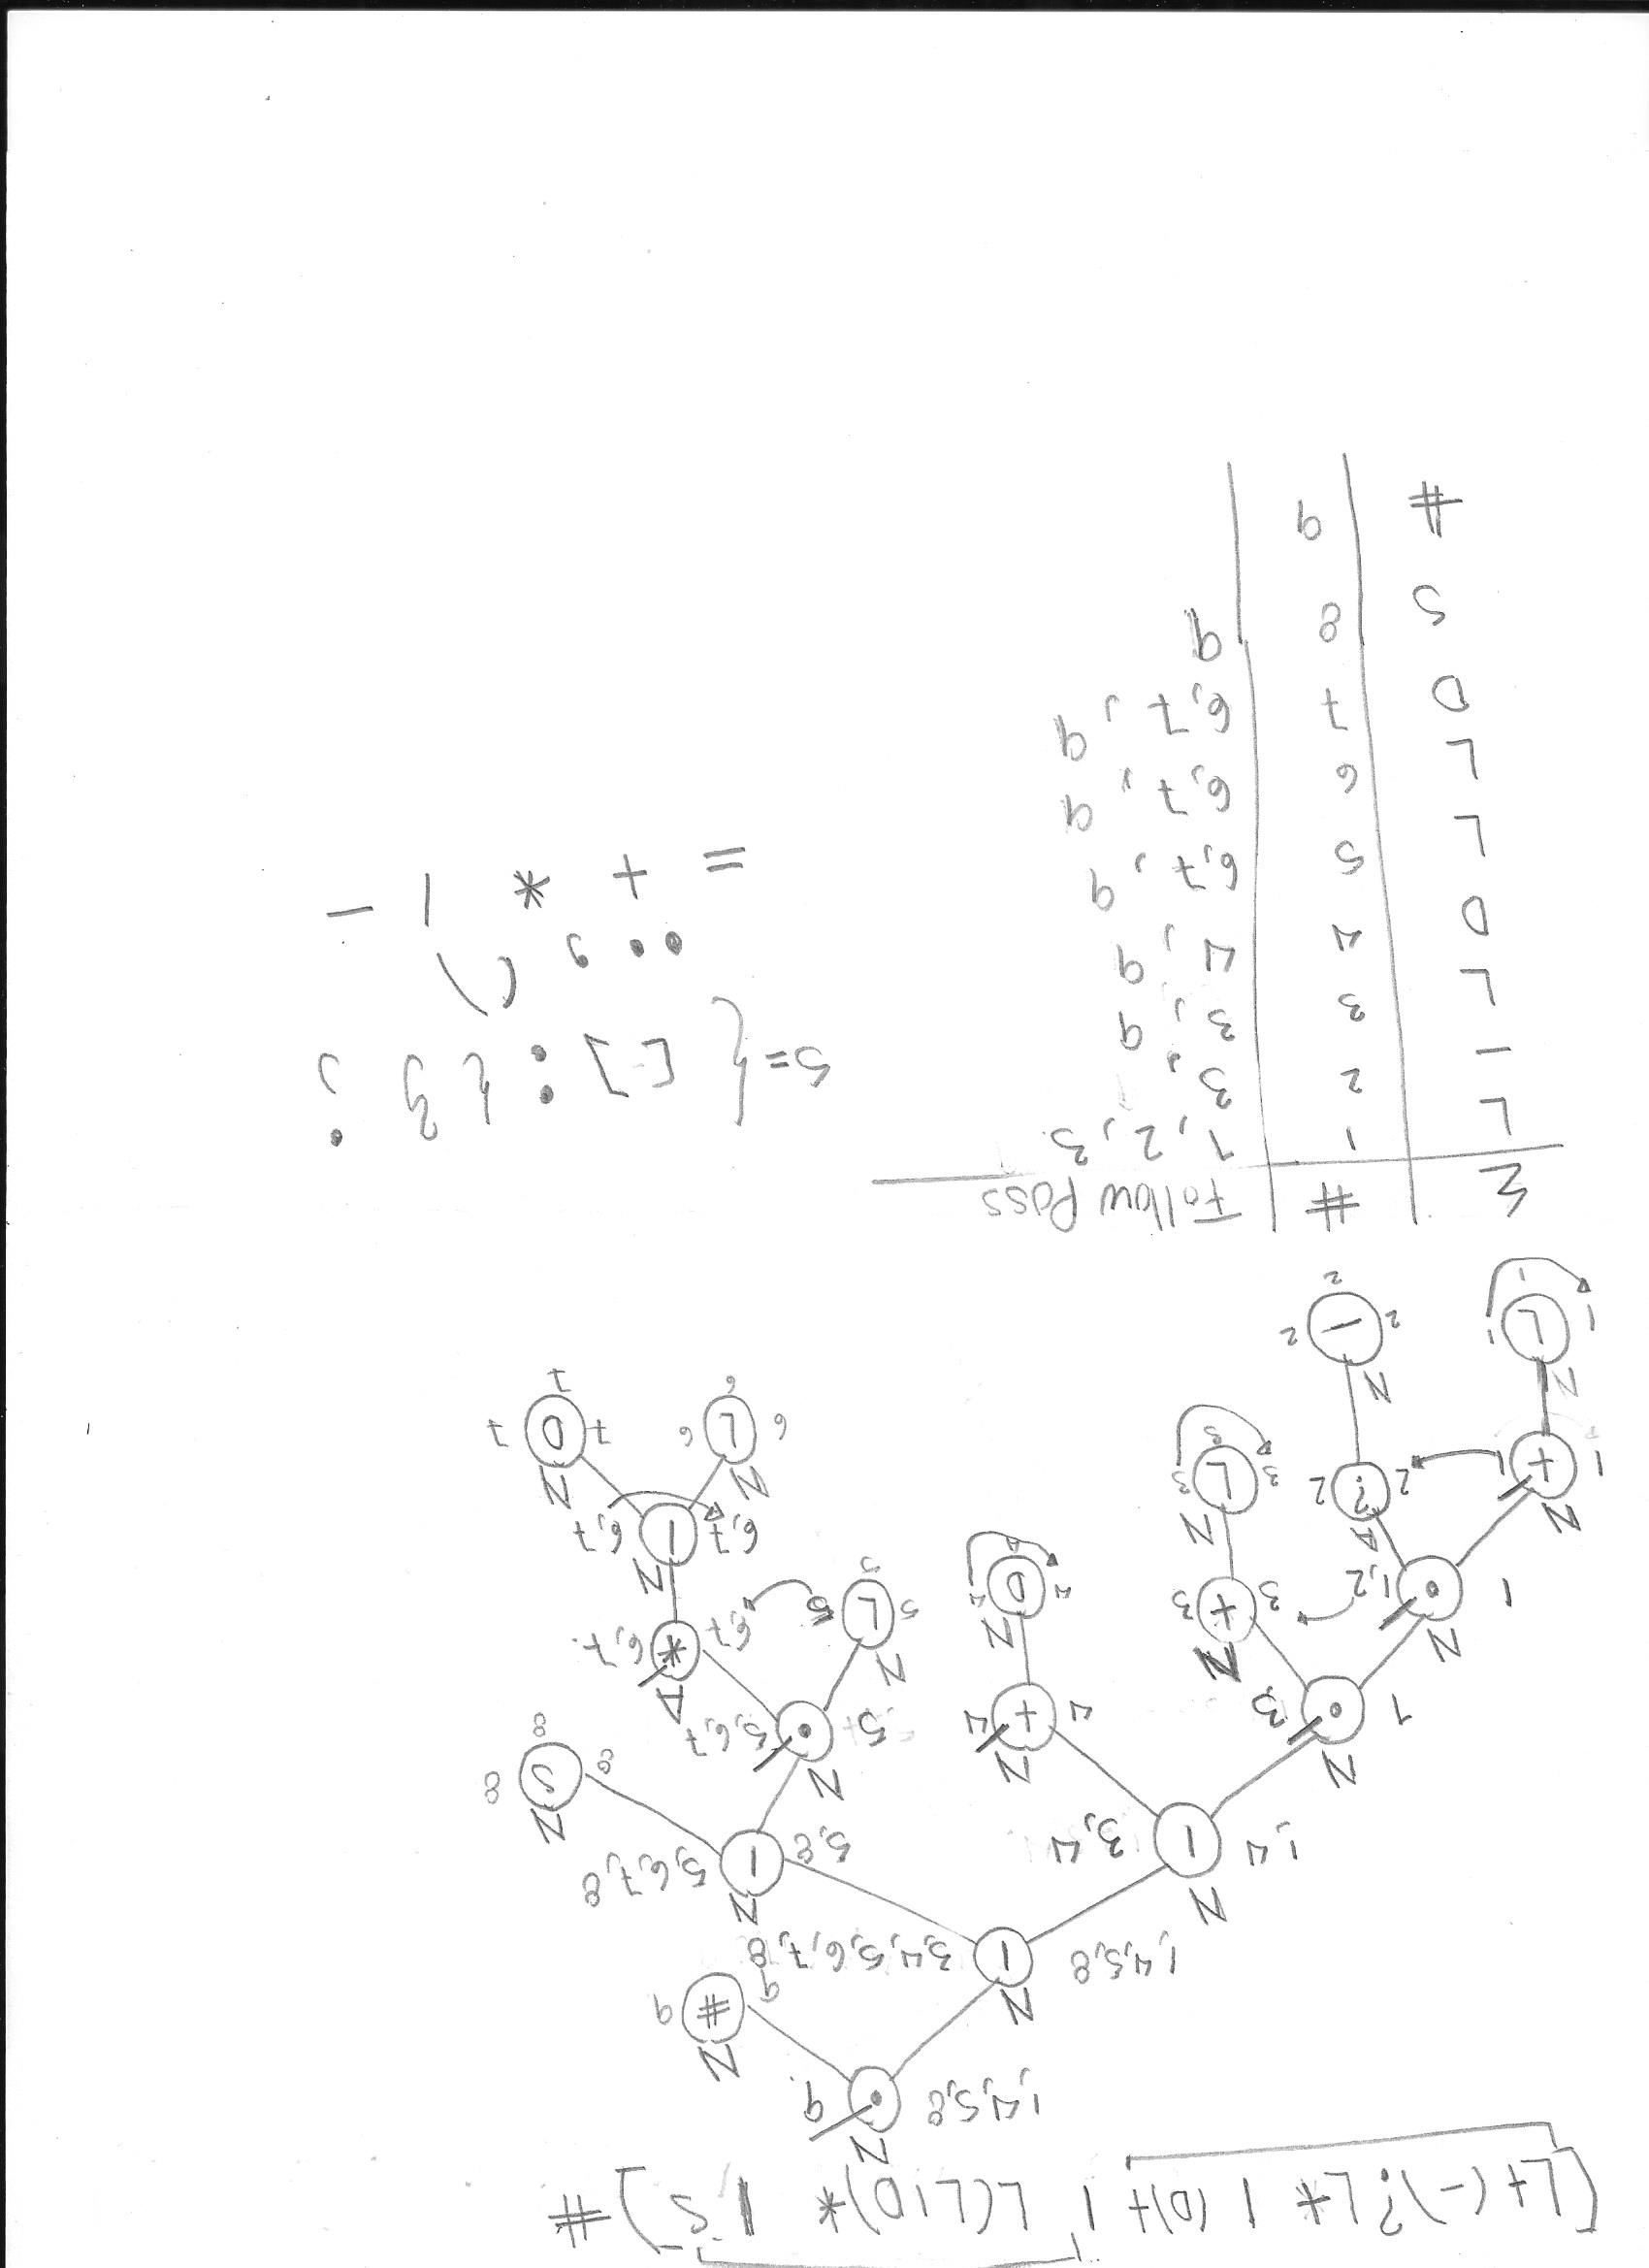 [L+(-)?L+ | (D)+ | L(L|D)* | S]#
N
1,4,5,8 • 9
N
N
9 # 9
1,4,5,8 | 3,4,5,6,7,8
N
N
1,4 | 3,4
5,8 | 5,6,7,8
N
N
N
N
8 S 8
8
1 • 3
4 + 4
5 • 5,6,7
A
N
N
N
N
6,7 * 6,7
1 • 1,2
3 + 3
4 D 4
4
5 L 5
5
N
A
N
N
6,7 | 6,7
1 + 1
2 ? 2
3 L 3
3
N
N
6 L 6
6
7 D 7
7
N
N
1 L 1
1
2 - 2
2
Σ # Follow Poss
L 1 1, 2, 3
- 2 3,
L 3 3, 9
D 4 4, 9
L 5 6,7, 9
L 6 6,7, 9
D 7 6,7, 9
S 8 9
# 9
S={ [ ] : { } ;
. . , ( )
= + * | -